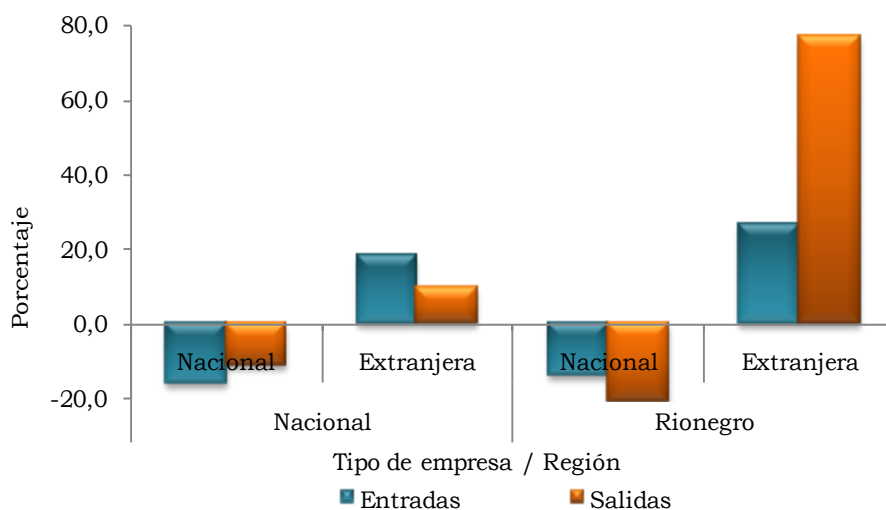 80,0
60,0
40,0
20,0
0,0
-20,0
Porcentaje
Nacional Extranjera Nacional Extranjera
Nacional Rionegro
Tipo de empresa / Región
Entradas Salidas